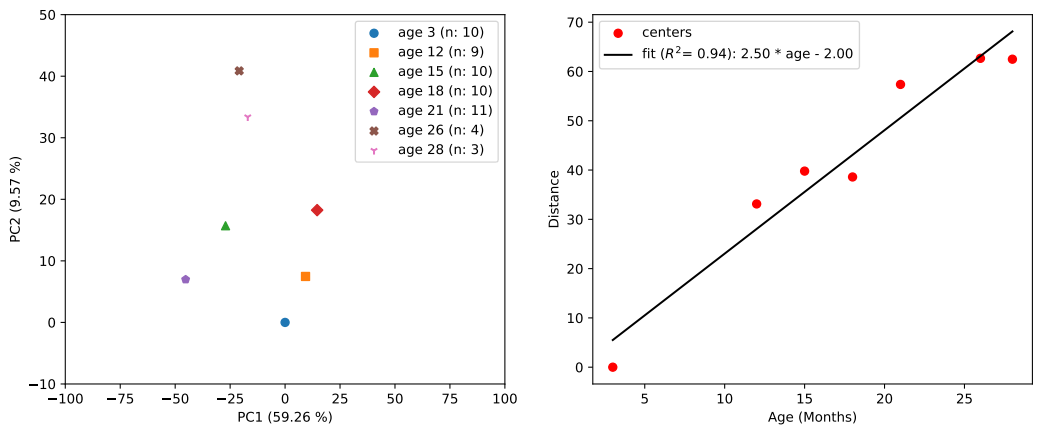 50
40
30
20
10
0
−10
PC2 (9.57 %)
−100
−75
−50
−25
0
25
50
75
100
PC1 (59.26 %)
age 3 (n: 10)
age 12 (n: 9)
age 15 (n: 10)
age 18 (n: 10)
age 21 (n: 11)
age 26 (n: 4)
age 28 (n: 3)
70
60
50
40
30
20
10
0
Distance
5
10
15
20
25
Age (Months)
centers
fit (R²= 0.94): 2.50 * age - 2.00